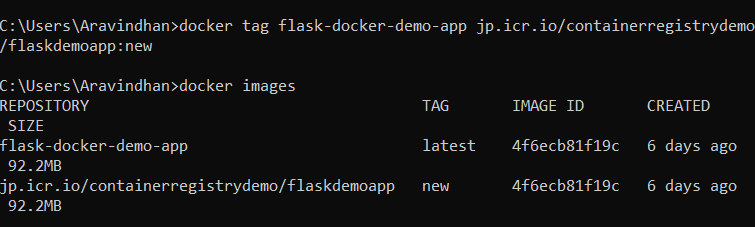 C:\Users\Aravindhan>docker tag flask-docker-demo-app jp.icr.io/containerregistrydemo
/flaskdemoapp:new
C:\Users\Aravindhan>docker images
REPOSITORY TAG IMAGE ID CREATED
SIZE
flask-docker-demo-app latest 4f6ecb81f19c 6 days ago
92.2MB
jp.icr.io/containerregistrydemo/flaskdemoapp new 4f6ecb81f19c 6 days ago
92.2MB